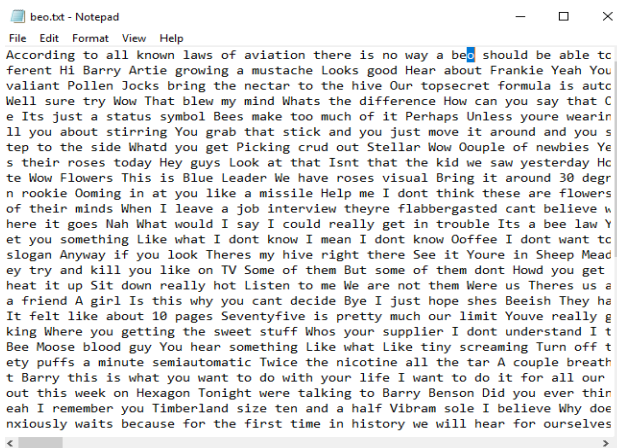 beo.txt - Notepad
File Edit Format View Help
According to all known laws of aviation there is no way a beo should be able to
ferent Hi Barry Artie growing a mustache Looks good Hear about Frankie Yeah You
valiant Pollen Jocks bring the nectar to the hive Our topsecret formula is auto
Well sure try Wow That blew my mind Whats the difference How can you say that O
e Its just a status symbol Bees make too much of it Perhaps Unless youre wearin
ll you about stirring You grab that stick and you just move it around and you s
tep to the side Whatd you get Picking crud out Stellar Wow Oouple of newbies Ye
s their roses today Hey guys Look at that Isnt that the kid we saw yesterday Ho
te Wow Flowers This is Blue Leader We have roses visual Bring it around 30 degr
n rookie Ooming in at you like a missile Help me I dont think these are flowers
of their minds When I leave a job interview theyre flabbergasted cant believe w
here it goes Nah What would I say I could really get in trouble Its a bee law Y
et you something Like what I dont know I mean I dont know Ooffee I dont want to
slogan Anyway if you look Theres my hive right there See it Youre in Sheep Mead
ey try and kill you like on TV Some of them But some of them dont Howd you get
heat it up Sit down really hot Listen to me We are not them Were us Theres us a
a friend A girl Is this why you cant decide Bye I just hope shes Beeish They ha
It felt like about 10 pages Seventyfive is pretty much our limit Youve really g
king Where you getting the sweet stuff Whos your supplier I dont understand I t
Bee Moose blood guy You hear something Like what Like tiny screaming Turn off t
ety puffs a minute semiautomatic Twice the nicotine all the tar A couple breath
t Barry this is what you want to do with your life I want to do it for all our
out this week on Hexagon Tonight were talking to Barry Benson Did you ever thin
eah I remember you Timberland size ten and a half Vibram sole I believe Why doe
nxiously waits because for the first time in history we will hear for ourselves